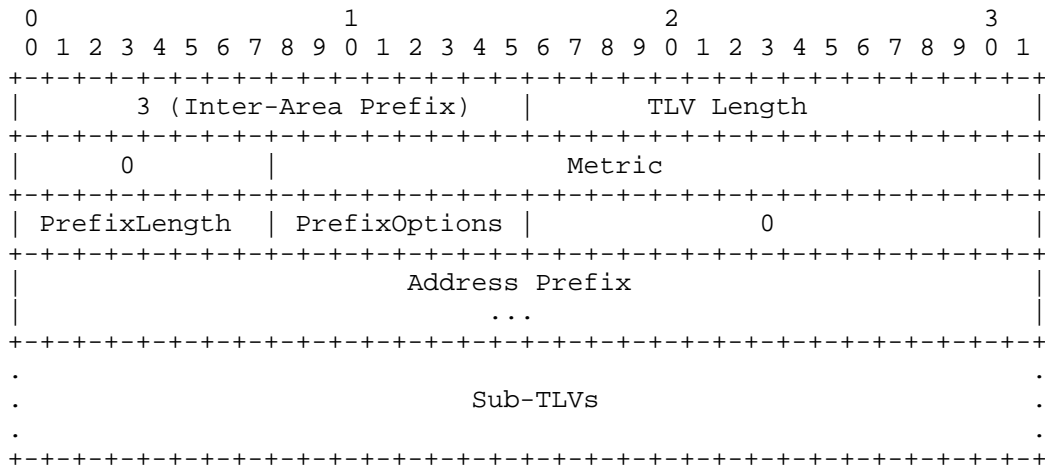 0                   1                   2                   3
 0 1 2 3 4 5 6 7 8 9 0 1 2 3 4 5 6 7 8 9 0 1 2 3 4 5 6 7 8 9 0 1
+-+-+-+-+-+-+-+-+-+-+-+-+-+-+-+-+-+-+-+-+-+-+-+-+-+-+-+-+-+-+-+-+
|       3 (Inter-Area Prefix)   |       TLV Length              |
+-+-+-+-+-+-+-+-+-+-+-+-+-+-+-+-+-+-+-+-+-+-+-+-+-+-+-+-+-+-+-+-+
|      0        |                  Metric                       |
+-+-+-+-+-+-+-+-+-+-+-+-+-+-+-+-+-+-+-+-+-+-+-+-+-+-+-+-+-+-+-+-+
| PrefixLength  | PrefixOptions |              0                |
+-+-+-+-+-+-+-+-+-+-+-+-+-+-+-+-+-+-+-+-+-+-+-+-+-+-+-+-+-+-+-+-+
|                        Address Prefix                         |
|                             ...                               |
+-+-+-+-+-+-+-+-+-+-+-+-+-+-+-+-+-+-+-+-+-+-+-+-+-+-+-+-+-+-+-+-+
.                                                               .
.                            Sub-TLVs                           .
.                                                               .
+-+-+-+-+-+-+-+-+-+-+-+-+-+-+-+-+-+-+-+-+-+-+-+-+-+-+-+-+-+-+-+-+